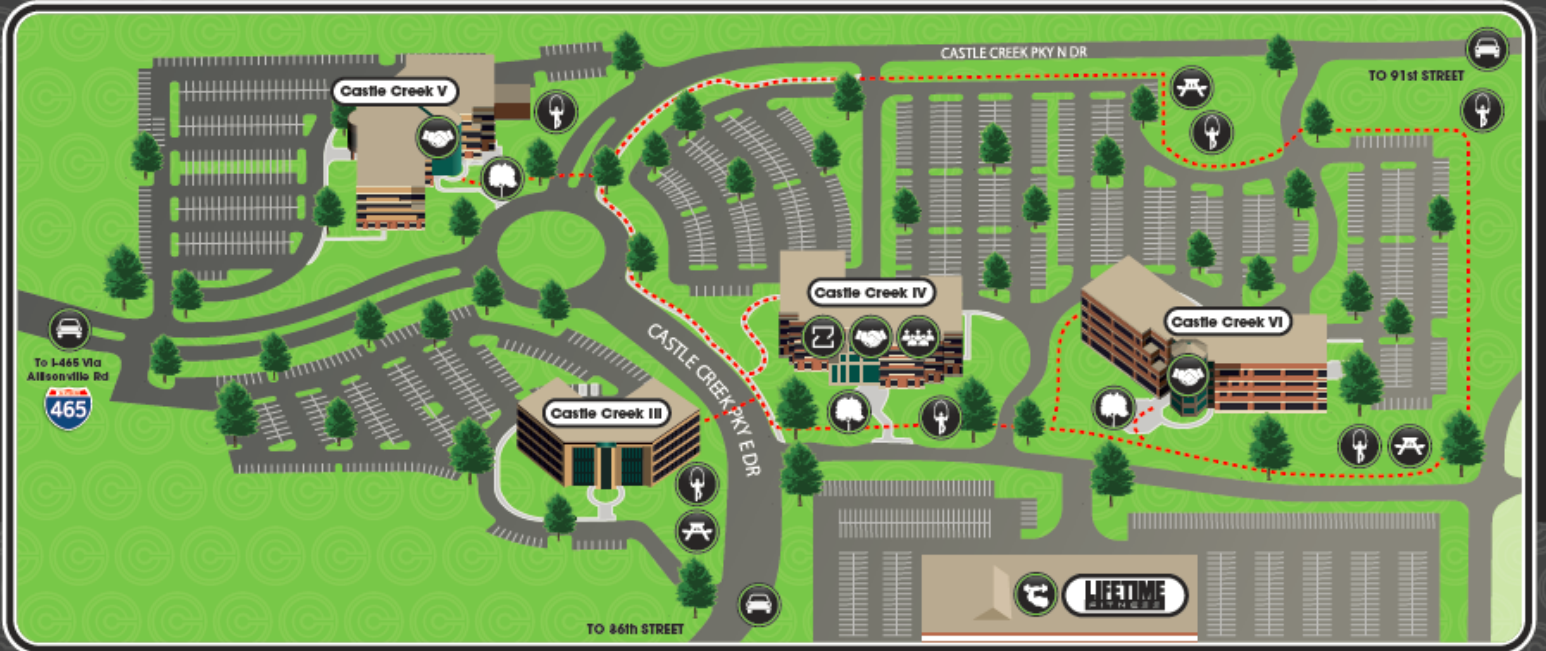 CASTLE CREEK PKY N DR
TO 91st STREET
Castle Creek V
Castle Creek IV
Castle Creek VI
To I-465 Via
Allisonville Rd
465
CASTLE CREEK PKY E DR
Castle Creek III
LIFETIME
FITNESS
TO 86th STREET